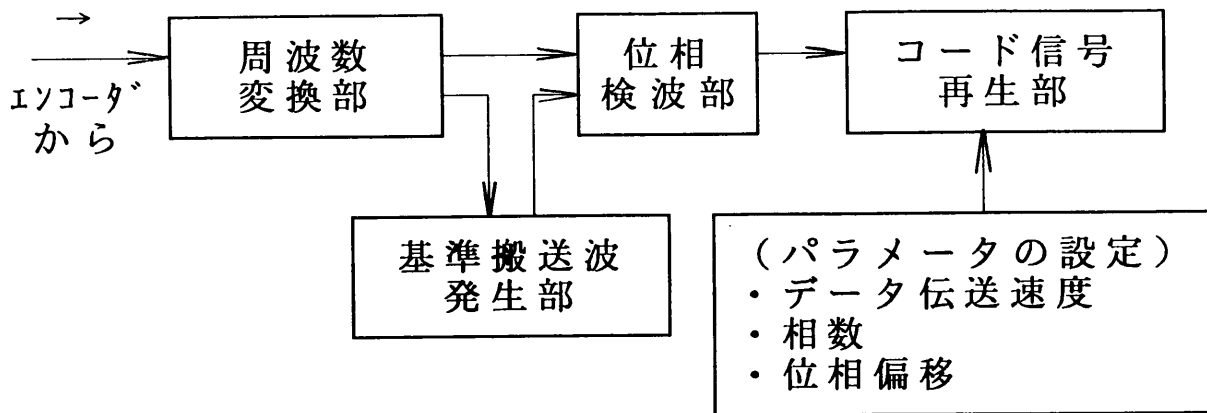 エンコーダ
から
周波数
変換部
位相
検波部
コード信号
再生部
基準搬送波
発生部
(パラメータの設定)
・データ伝送速度
・相数
・位相偏移